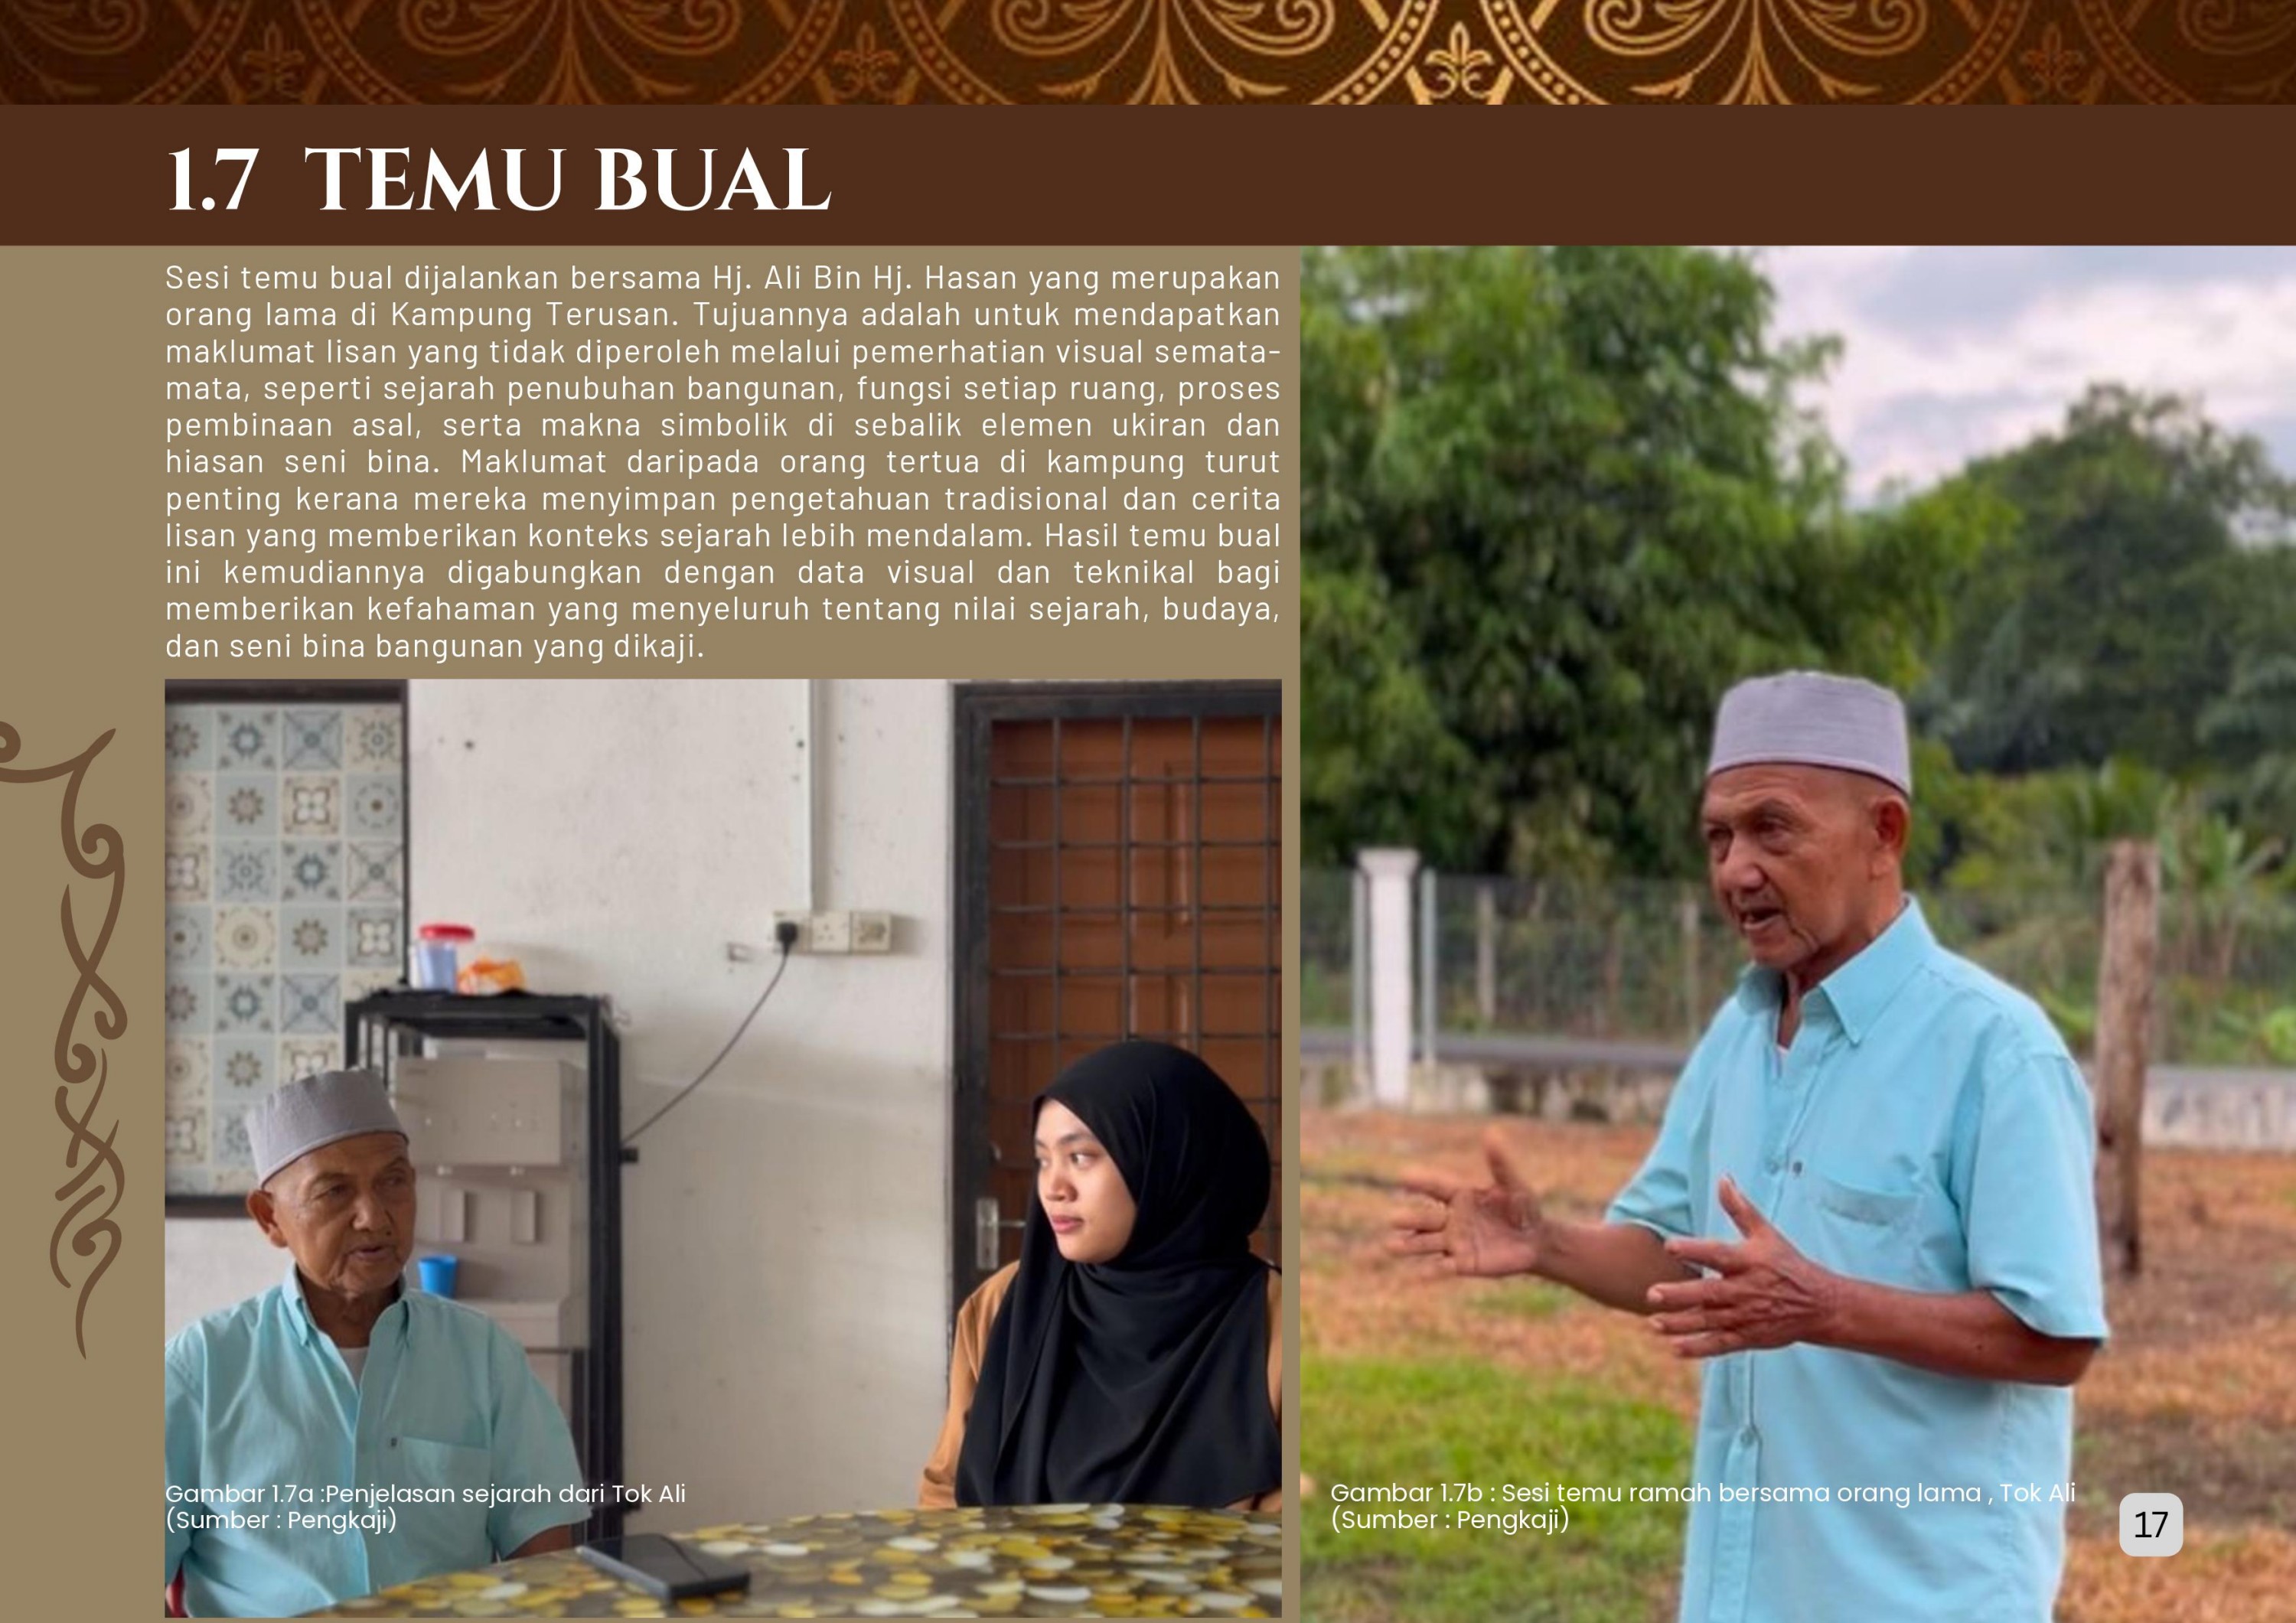 1.7 TEMU BUAL
Sesi temu bual dijalankan bersama Hj. Ali Bin Hj. Hasan yang merupakan
orang lama di Kampung Terusan. Tujuannya adalah untuk mendapatkan
maklumat lisan yang tidak diperoleh melalui pemerhatian visual semata-
mata, seperti sejarah penubuhan bangunan, fungsi setiap ruang, proses
pembinaan asal, serta makna simbolik di sebalik elemen ukiran dan
hiasan seni bina. Maklumat daripada orang tertua di kampung turut
penting kerana mereka menyimpan pengetahuan tradisional dan cerita
lisan yang memberikan konteks sejarah lebih mendalam. Hasil temu bual
ini kemudiannya digabungkan dengan data visual dan teknikal bagi
memberikan kefahaman yang menyeluruh tentang nilai sejarah, budaya,
dan seni bina bangunan yang dikaji.
Gambar 1.7a :Penjelasan sejarah dari Tok Ali
(Sumber : Pengkaji)
Gambar 1.7b : Sesi temu ramah bersama orang lama , Tok Ali
(Sumber : Pengkaji)
17